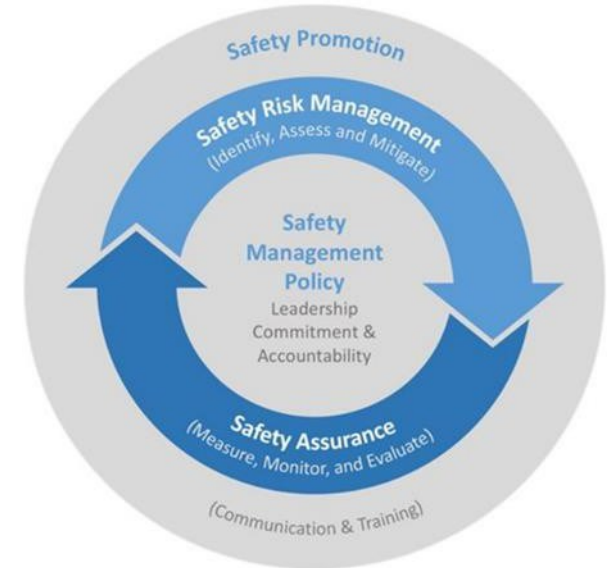 Safety Promotion
Safety Risk Management
(Identify, Assess and Mitigate)
Safety
Management
Policy
Leadership
Commitment &
Accountability
Safety Assurance
(Measure, Monitor, and Evaluate)
(Communication & Training)